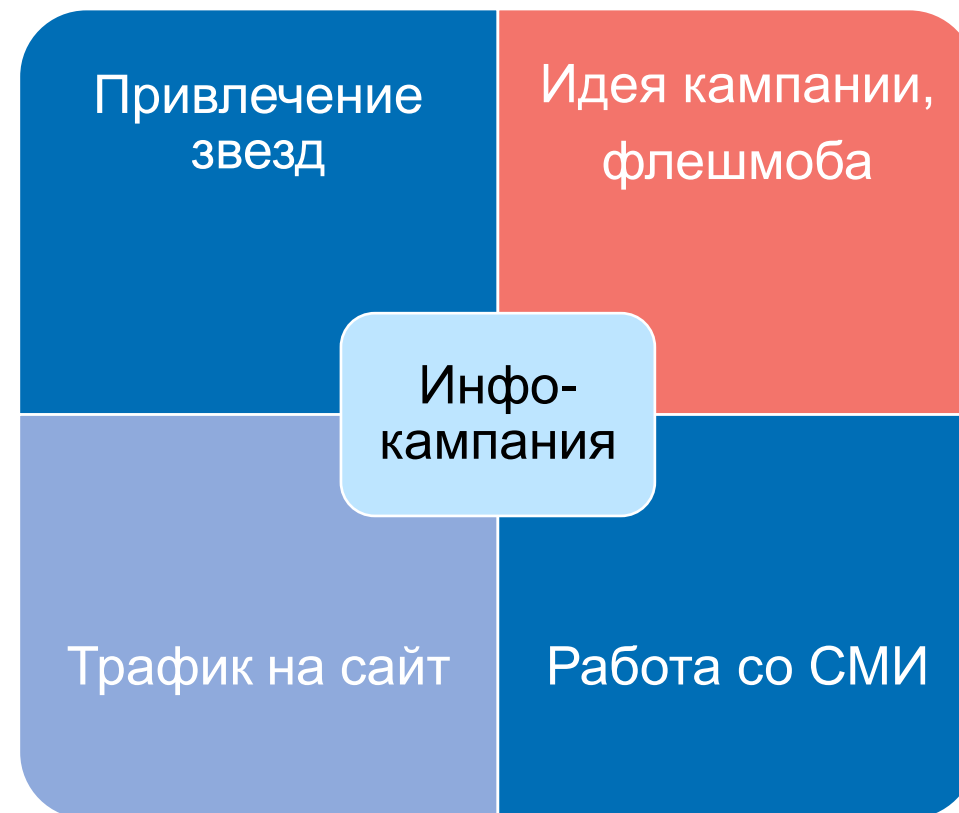 Привлечение
звезд
Идея кампании,
флешмоба
Инфо-
кампания
Трафик на сайт
Работа со СМИ